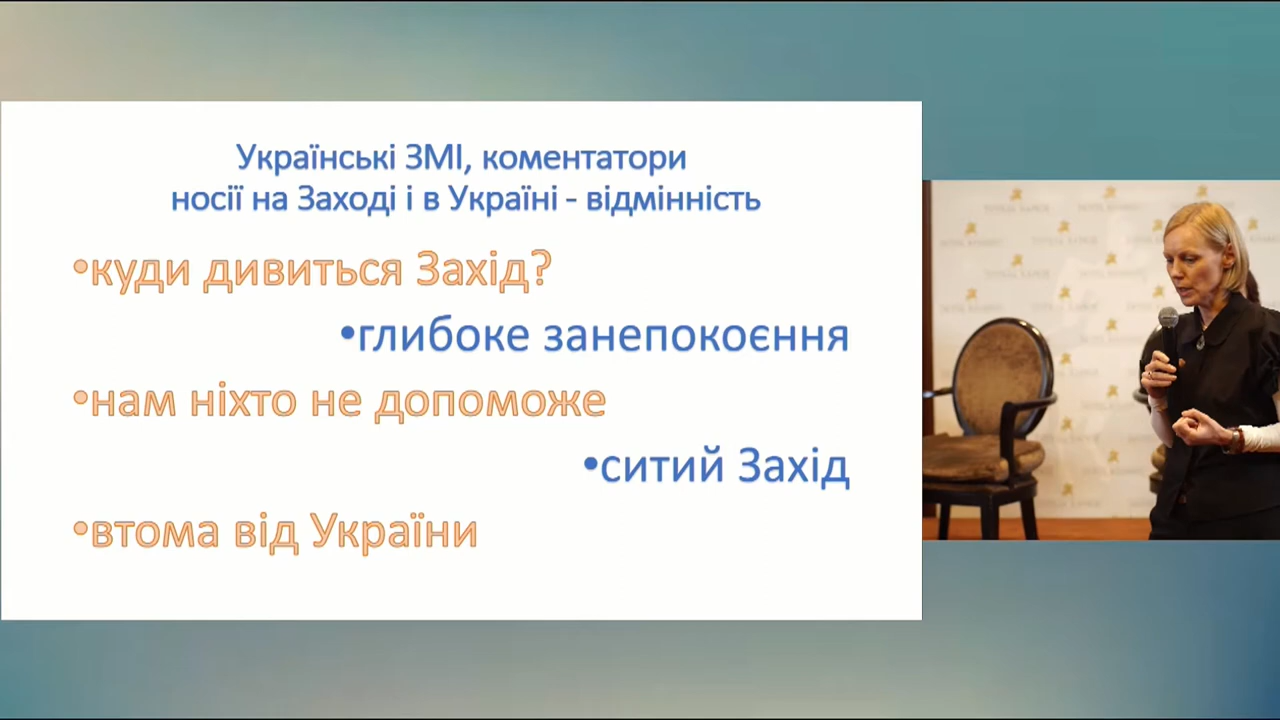 Українські ЗМІ, коментатори
носії на Заході і в Україні - відмінність
•куди дивиться Захід?
•глибоке занепокоєння
•нам ніхто не допоможе
•ситий Захід
•втома від України